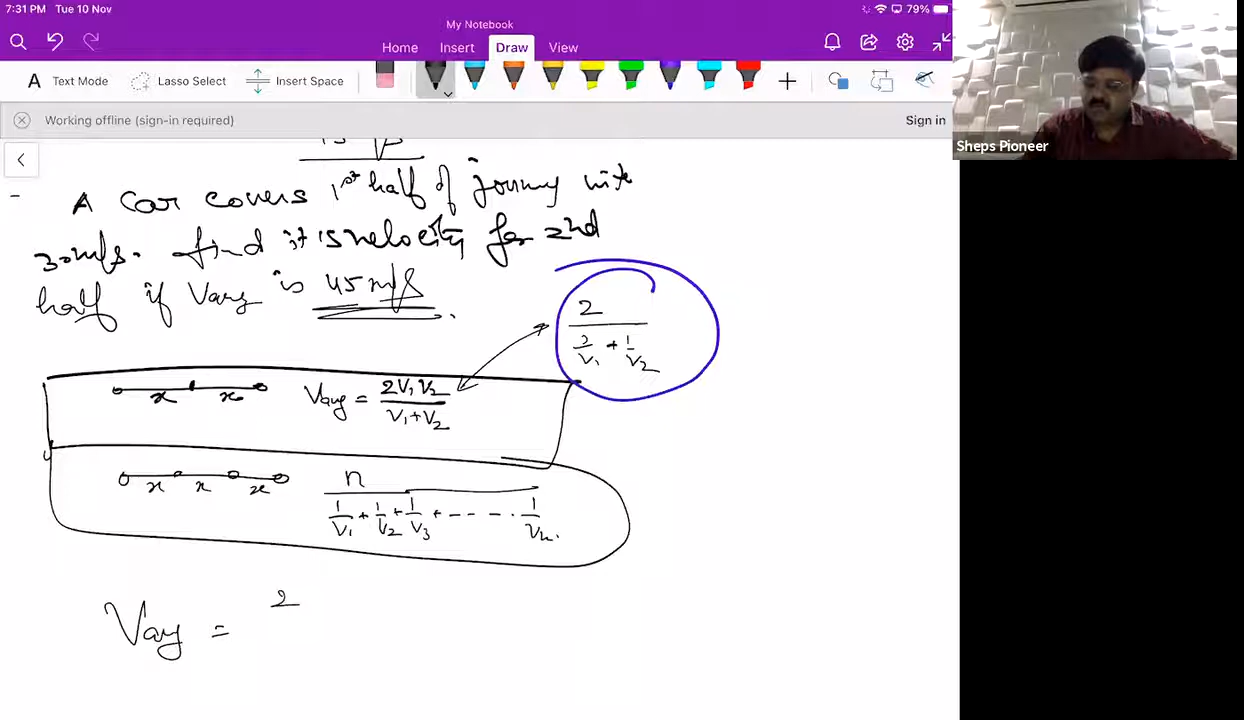 7:31 PM Tue 10 Nov
79%
My Notebook
Home Insert Draw View
Text Mode Lasso Select Insert Space
Working offline (sign-in required) Sign in
Sheps Pioneer
- A car covers 1st half of journy with
30 m/s. find it is velocity for 2nd
half if Vavg is 45 m/s.
2
1/V1 + 1/V2
x x Vavg = 2V1V2 / V1+V2
x x x n
1/V1 + 1/V2 + 1/V3 + ---- . 1/Vn.
Vavg = 2